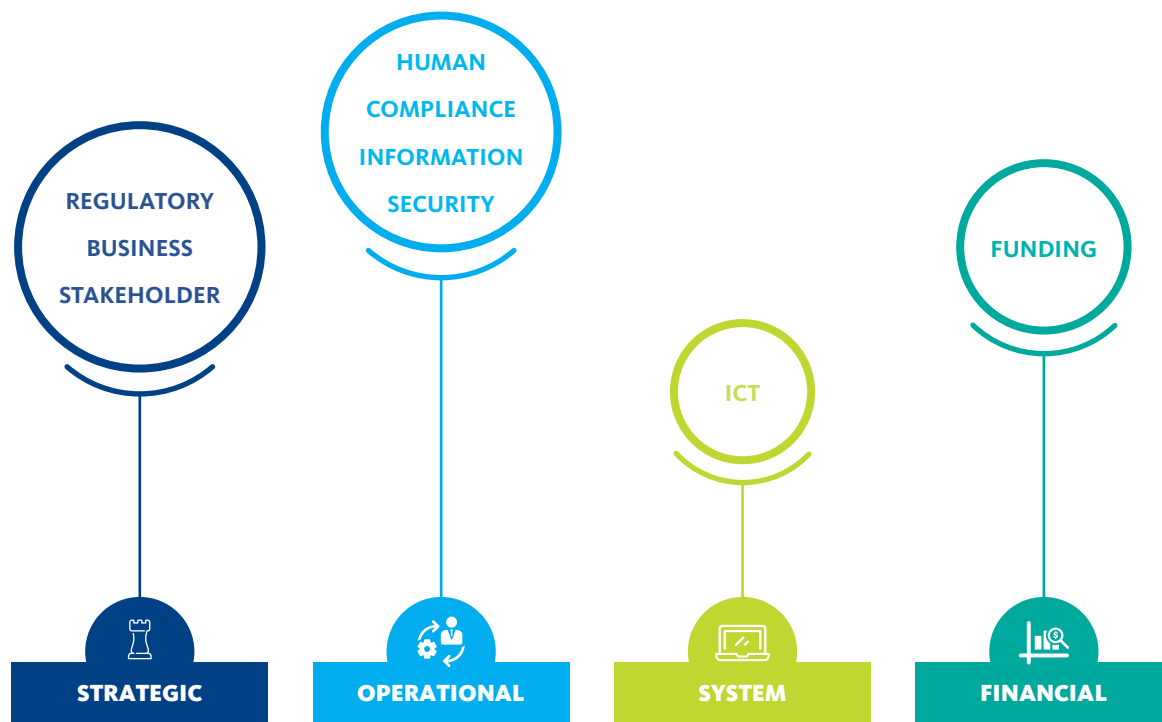 REGULATORY
BUSINESS
STAKEHOLDER
HUMAN
COMPLIANCE
INFORMATION
SECURITY
ICT
FUNDING
STRATEGIC
OPERATIONAL
SYSTEM
FINANCIAL